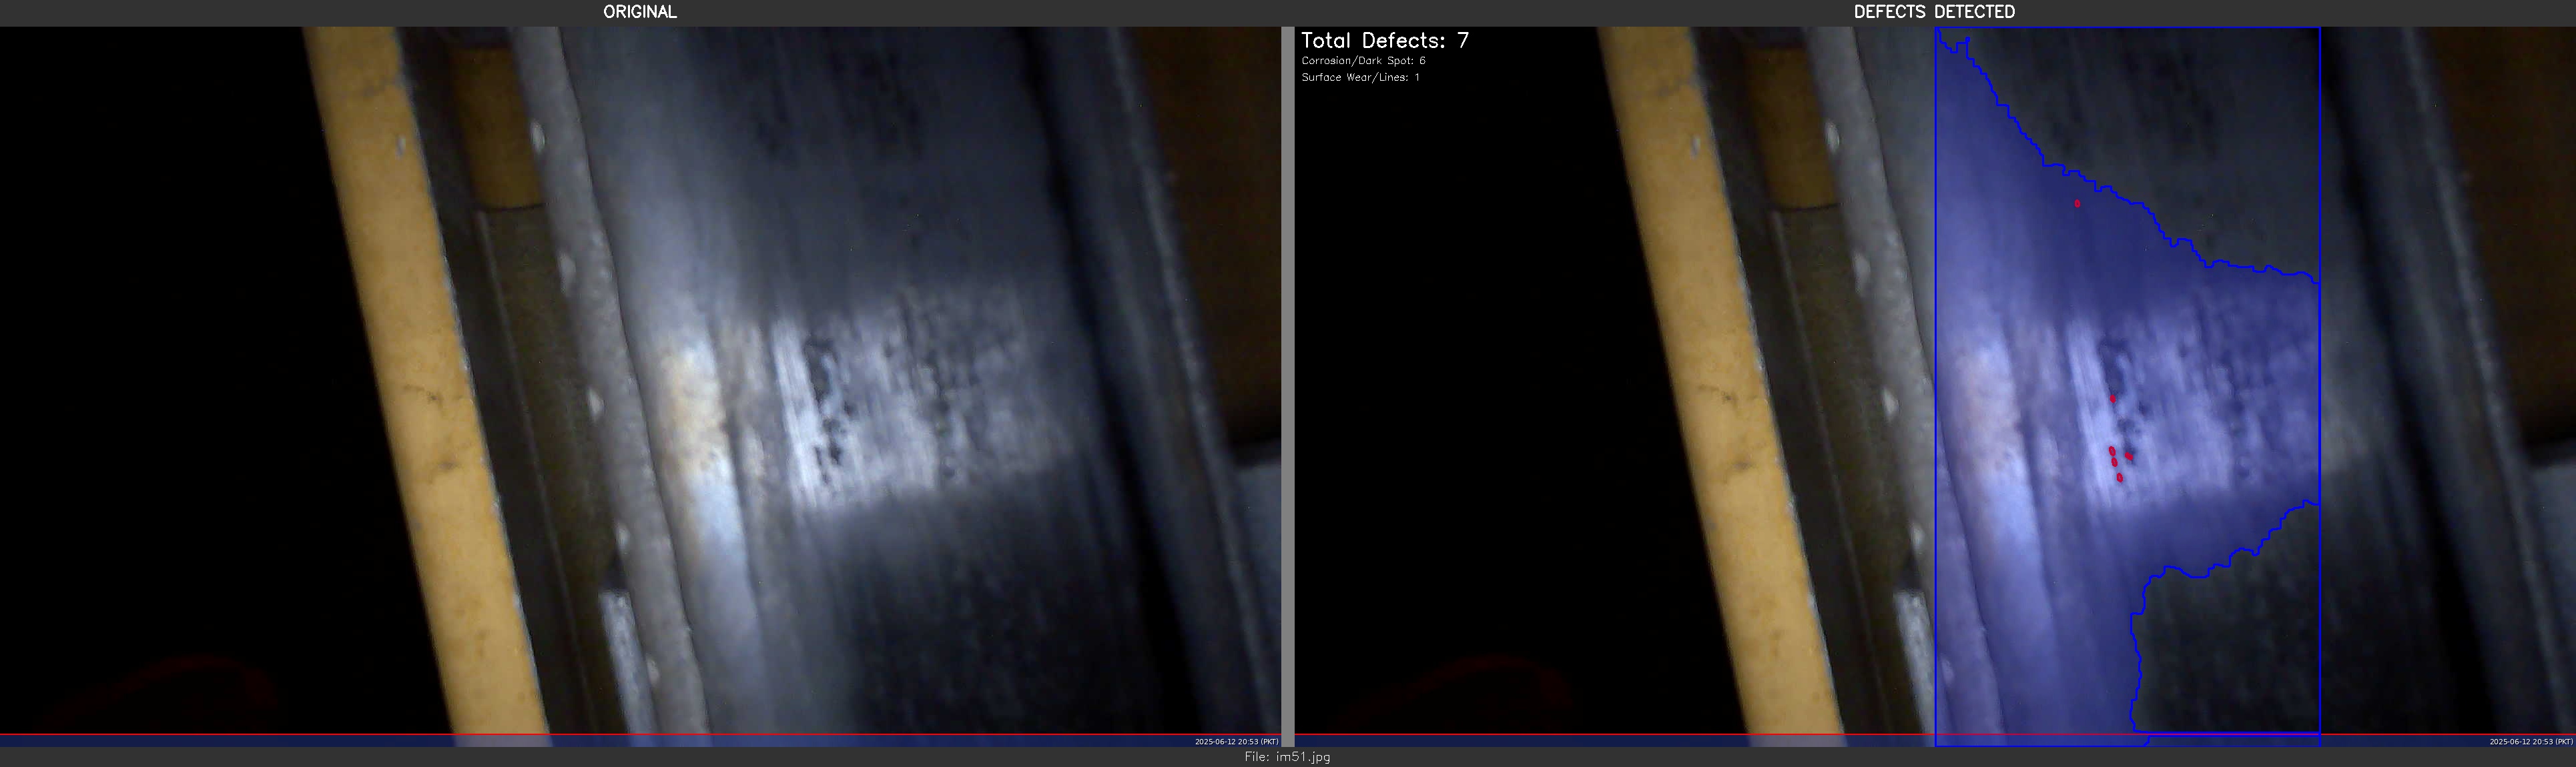 ORIGINAL
DEFECTS DETECTED
Total Defects: 7
Corrosion/Dark Spot: 6
Surface Wear/Lines: 1
2025-06-12 20:53 (PKT)
2025-06-12 20:53 (PKT)
File: im51.jpg